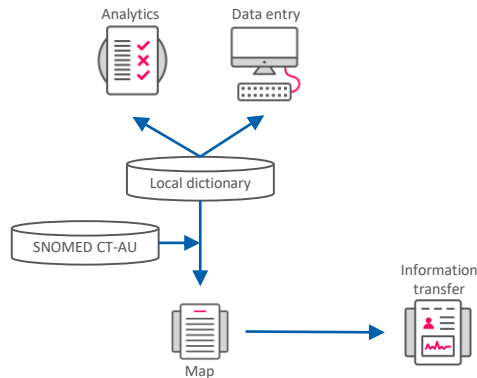 Analytics
Data entry
Local dictionary
SNOMED CT-AU
Information
transfer
Map